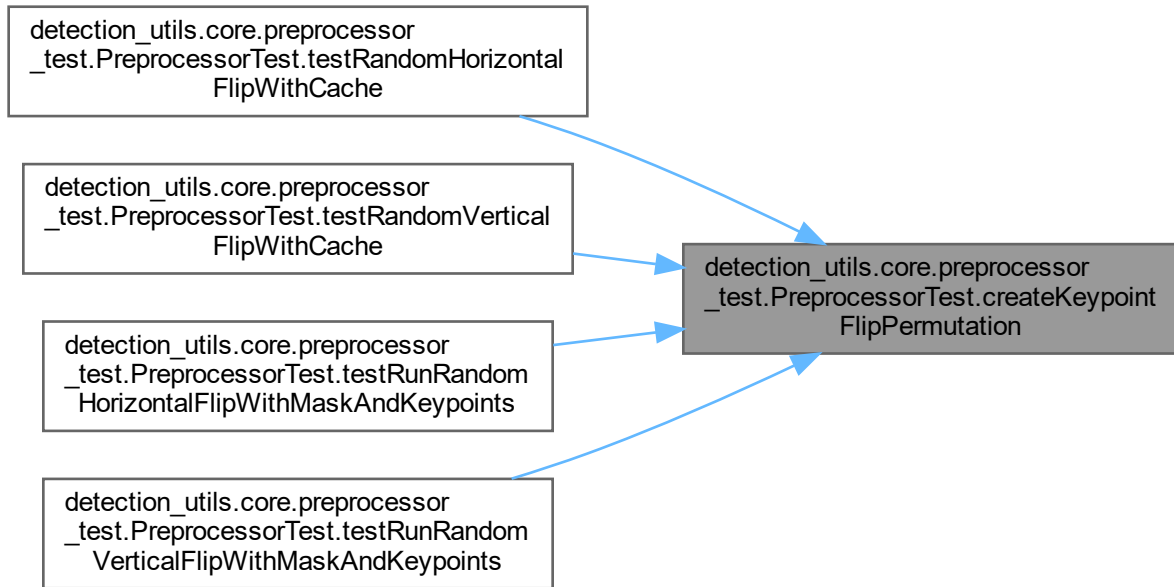 detection_utils.core.preprocessor
_test.PreprocessorTest.testRandomHorizontal
FlipWithCache
detection_utils.core.preprocessor
_test.PreprocessorTest.testRandomVertical
FlipWithCache
detection_utils.core.preprocessor
_test.PreprocessorTest.createKeypoint
FlipPermutation
detection_utils.core.preprocessor
_test.PreprocessorTest.testRunRandom
HorizontalFlipWithMaskAndKeypoints
detection_utils.core.preprocessor
_test.PreprocessorTest.testRunRandom
VerticalFlipWithMaskAndKeypoints